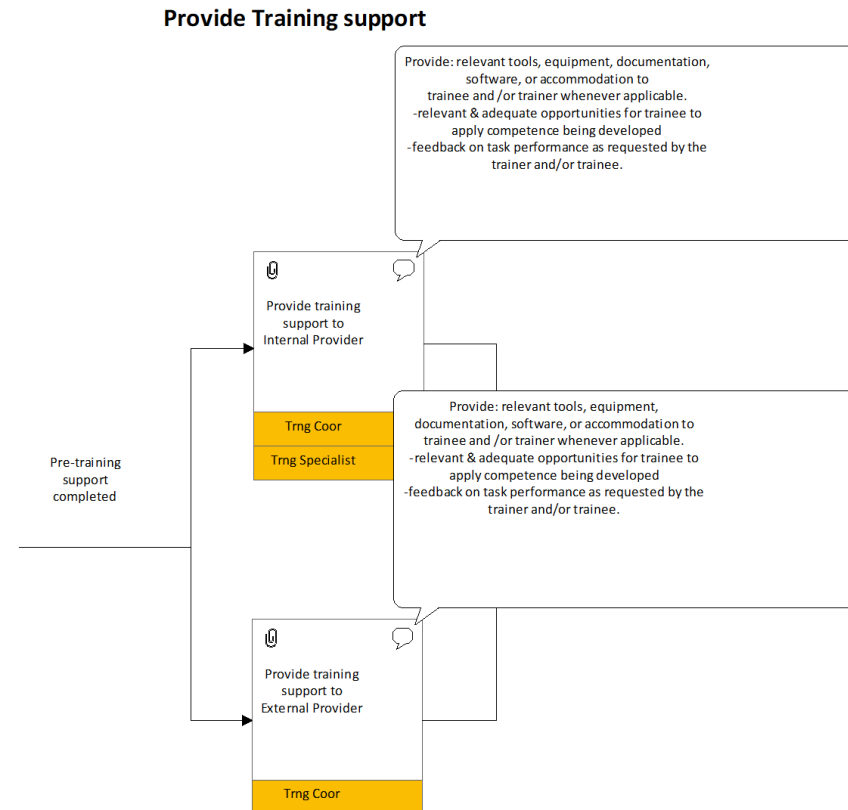 Provide Training support
Provide: relevant tools, equipment, documentation,
software, or accommodation to
trainee and /or trainer whenever applicable.
-relevant & adequate opportunities for trainee to
apply competence being developed
-feedback on task performance as requested by the
trainer and/or trainee.
Provide training
support to
Internal Provider
Trng Coor
Trng Specialist
Provide: relevant tools, equipment,
documentation, software, or accommodation to
trainee and /or trainer whenever applicable.
-relevant & adequate opportunities for trainee to
apply competence being developed
-feedback on task performance as requested by the
trainer and/or trainee.
Pre-training
support
completed
Provide training
support to
External Provider
Trng Coor